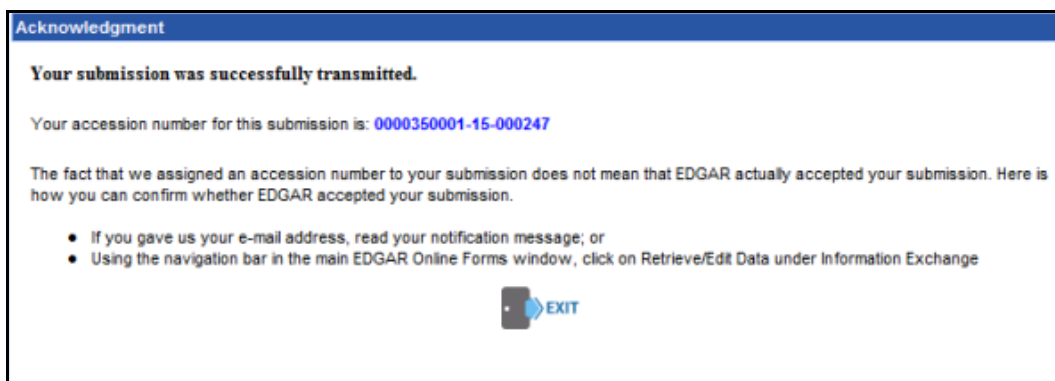 Acknowledgment
Your submission was successfully transmitted.
Your accession number for this submission is: 0000350001-15-000247
The fact that we assigned an accession number to your submission does not mean that EDGAR actually accepted your submission. Here is
how you can confirm whether EDGAR accepted your submission.
• If you gave us your e-mail address, read your notification message; or
• Using the navigation bar in the main EDGAR Online Forms window, click on Retrieve/Edit Data under Information Exchange
EXIT